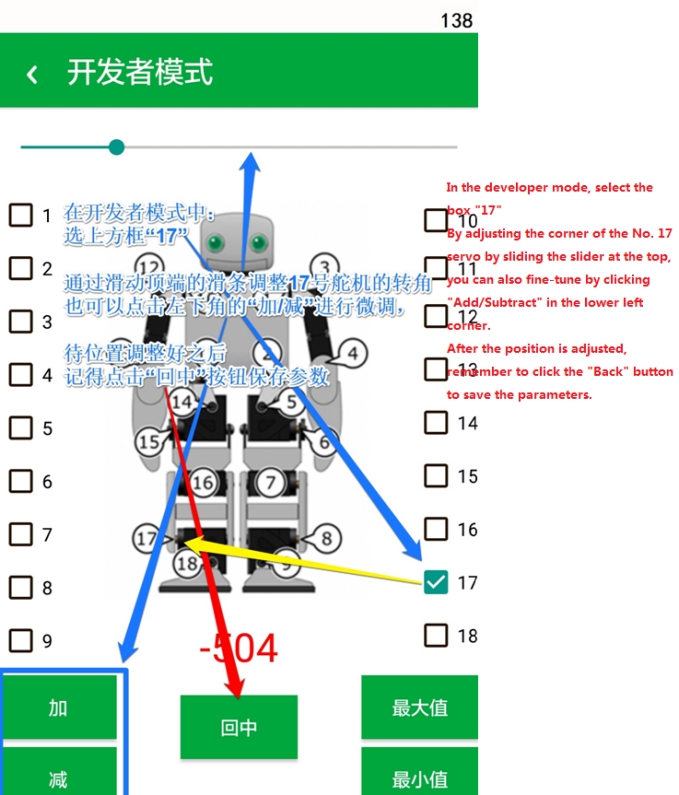 138
‹ 开发者模式
在开发者模式中：
选上方框“17”
通过滑动顶端的滑条调整17号舵机的转角
也可以点击左下角的“加/减”进行微调，
待位置调整好之后
记得点击“回中”按钮保存参数
In the developer mode, select the
box "17"
By adjusting the corner of the No. 17
servo by sliding the slider at the top,
you can also fine-tune by clicking
"Add/Subtract" in the lower left
corner.
After the position is adjusted,
remember to click the "Back" button
to save the parameters.
1
2
3
4
5
6
7
8
9
12
3
2
4
14
5
15
6
16
7
17
8
18
9
10
11
12
13
14
15
16
17
18
-504
加
减
回中
最大值
最小值